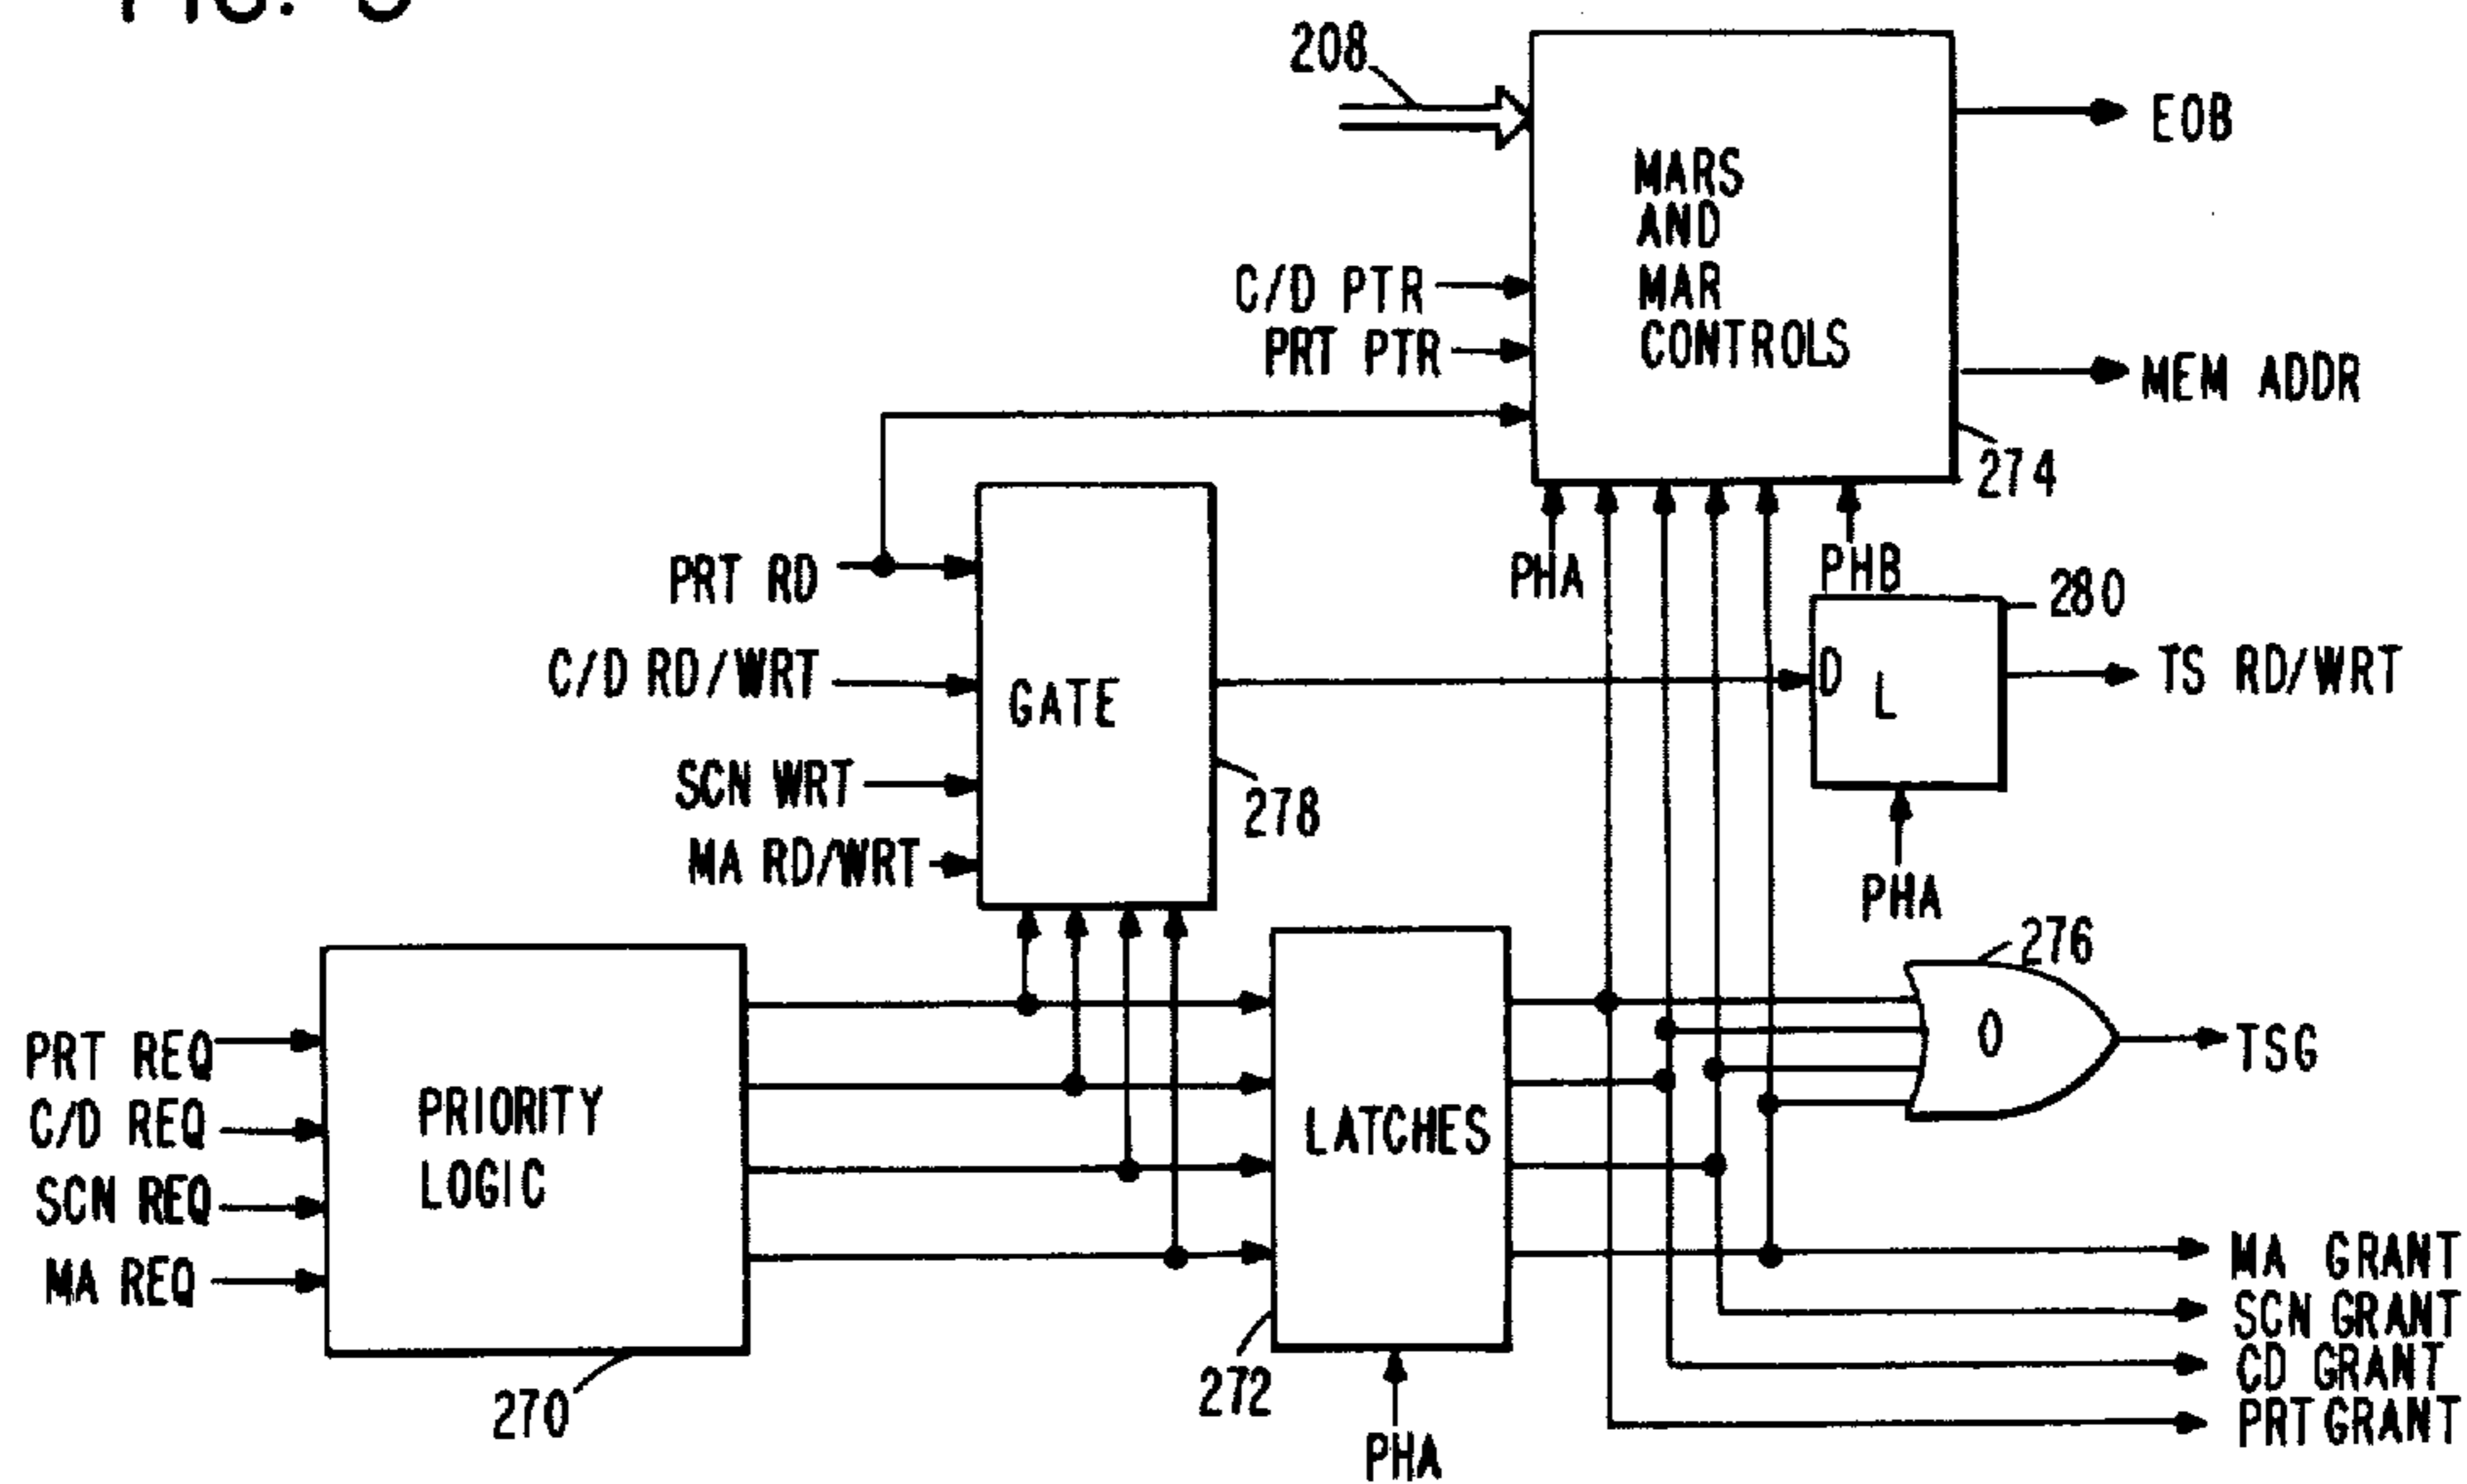 208
MARS
AND
MAR
CONTROLS
EOB
C/D PTR
PRT PTR
MEM ADDR
274
PHA
PHB
PRT RD
C/D RD/WRT
SCN WRT
MA RD/WRT
GATE
278
280
D
L
TS RD/WRT
PHA
276
O
TSG
PRT REQ
C/D REQ
SCN REQ
MA REQ
PRIORITY
LOGIC
270
LATCHES
272
PHA
MA GRANT
SCN GRANT
CD GRANT
PRT GRANT